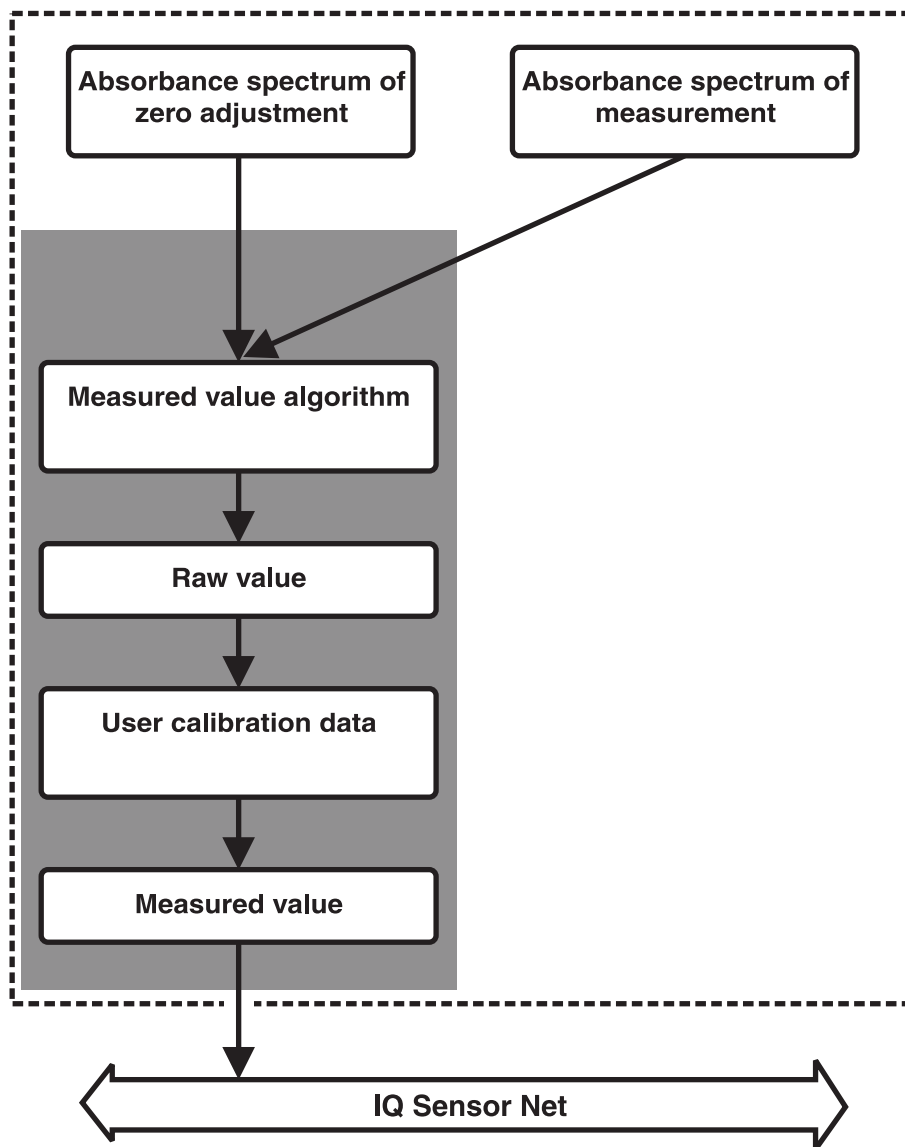 Absorbance spectrum of
zero adjustment
Absorbance spectrum of
measurement
Measured value algorithm
Raw value
User calibration data
Measured value
IQ Sensor Net